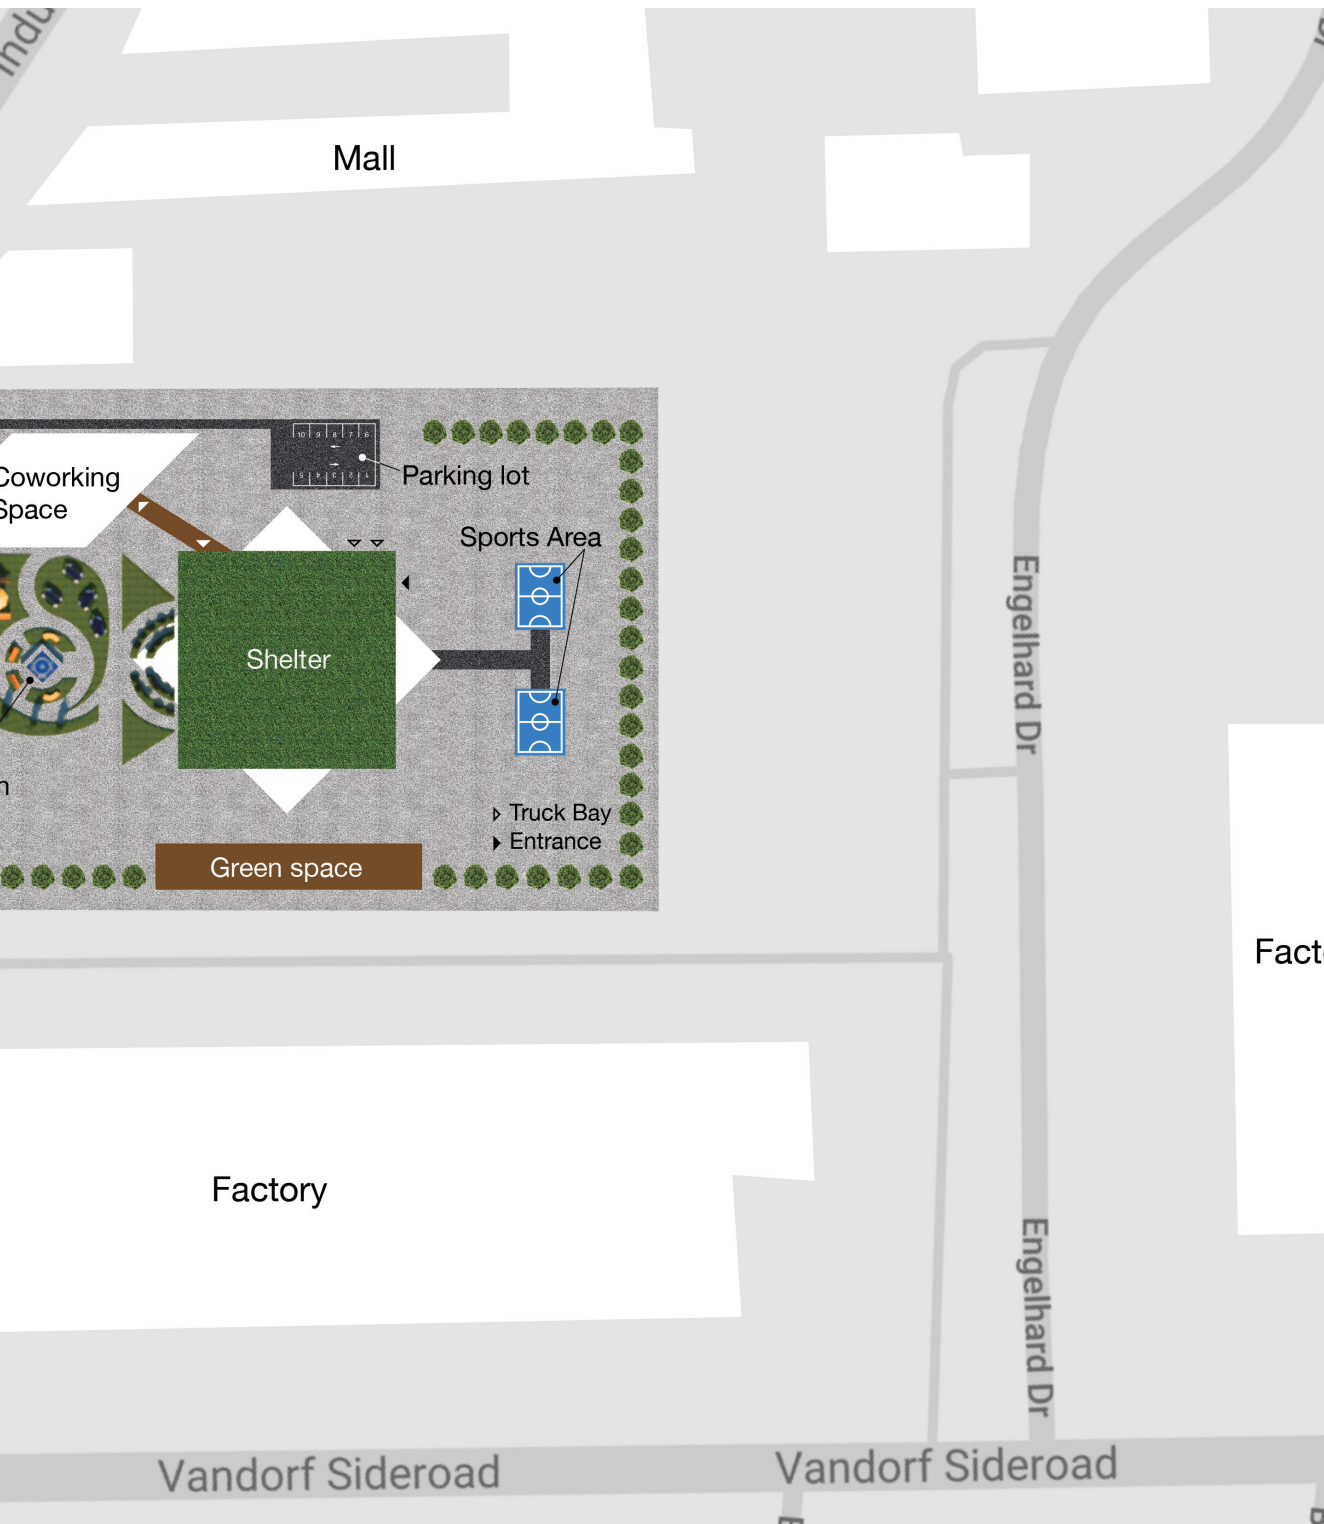 Indu
Mall
Coworking
Space
Parking lot
Sports Area
Shelter
Truck Bay
Entrance
Green space
Engelhard Dr
Factory
Engelhard Dr
Vandorf Sideroad
Vandorf Sideroad